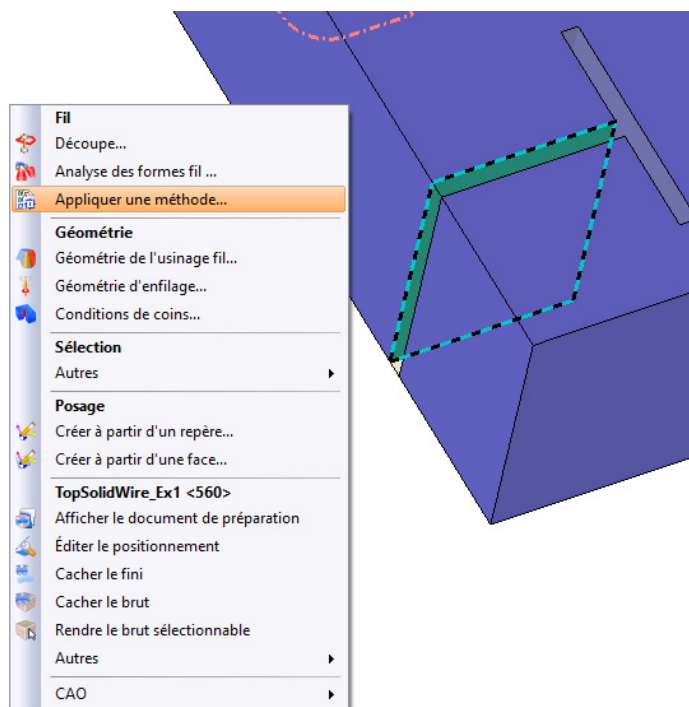 Fil
Découpe...
Analyse des formes fil ...
Appliquer une méthode...
Géométrie
Géométrie de l'usinage fil...
Géométrie d'enfilage...
Conditions de coins...
Sélection
Autres
Posage
Créer à partir d'un repère...
Créer à partir d'une face...
TopSolidWire_Ex1 <560>
Afficher le document de préparation
Éditer le positionnement
Cacher le fini
Cacher le brut
Rendre le brut sélectionnable
Autres
CAO